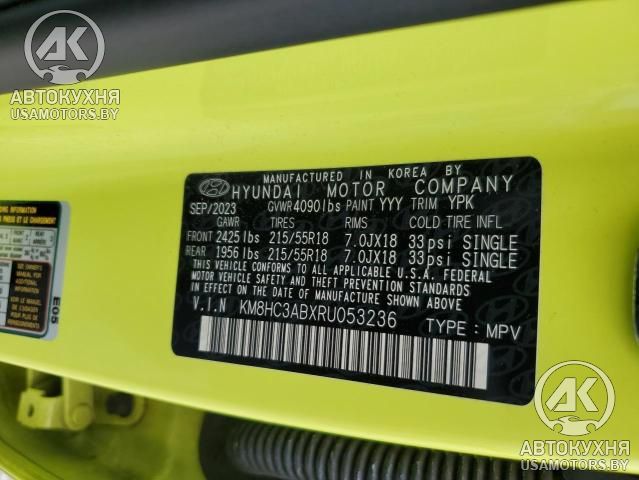 AK
АВТОКУХНЯ
USAMOTORS.BY
MANUFACTURED IN KOREA BY
HYUNDAI MOTOR COMPANY
SEP/2023 GVWR 4090lbs PAINT YYY TRIM YPK
GAWR TIRES RIMS COLD TIRE INFL
FRONT 2425lbs 215/55R18 7.0JX18 33psi SINGLE
REAR 1956lbs 215/55R18 7.0JX18 33psi SINGLE
THIS VEHICLE CONFORMS TO ALL APPLICABLE U.S.A. FEDERAL
MOTOR VEHICLE SAFETY AND THEFT PREVENTION STANDARDS
IN EFFECT ON THE DATE OF MANUFACTURE SHOWN ABOVE.
V.I.N KM8HC3ABXRU053236 TYPE : MPV
E05
AK
АВТОКУХНЯ
USAMOTORS.BY